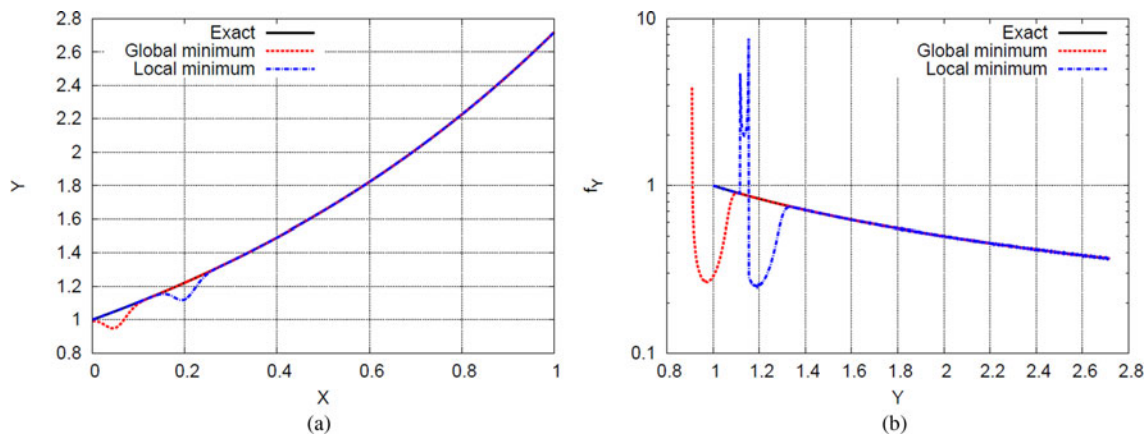 2.8
2.6
2.4
2.2
2
1.8
1.6
1.4
1.2
1
0.8
Y
Exact
Global minimum
Local minimum
0 0.2 0.4 0.6 0.8 1
X
(a)
10
1
0.1
fY
Exact
Global minimum
Local minimum
0.8 1 1.2 1.4 1.6 1.8 2 2.2 2.4 2.6 2.8
Y
(b)